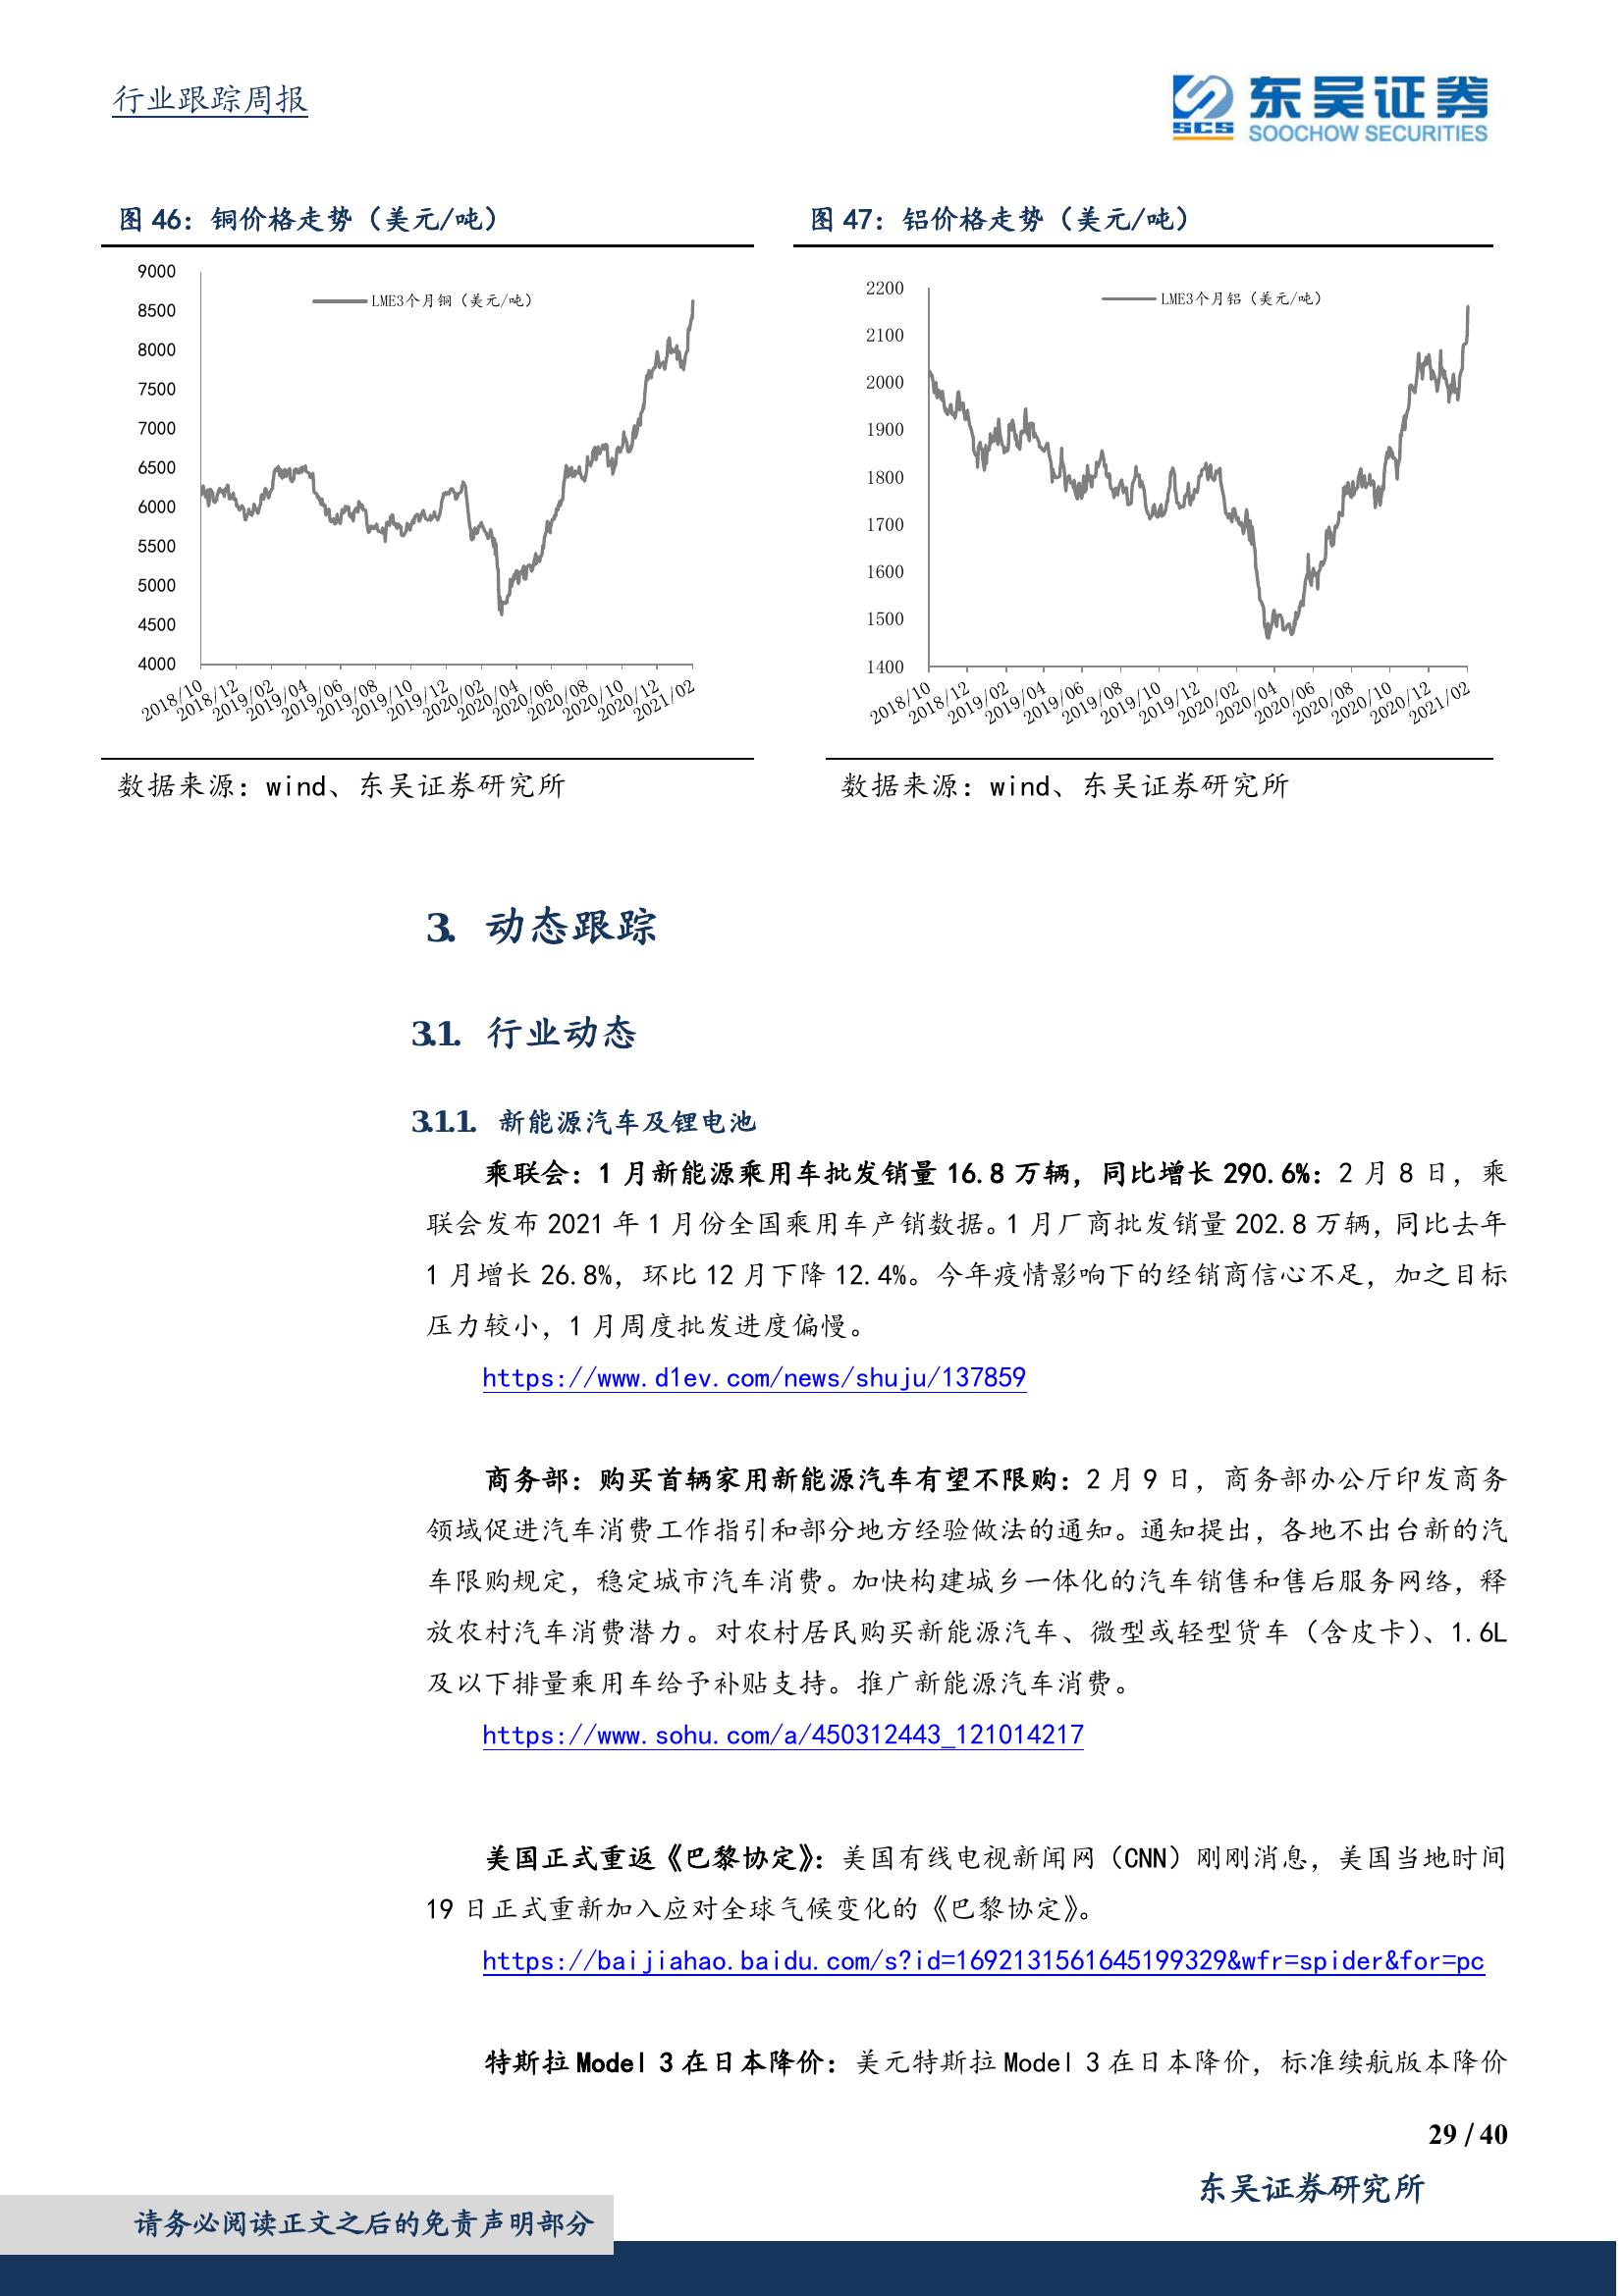 行业跟踪周报
SCS 东吴证券
SOOCHOW SECURITIES
图 46：铜价格走势（美元/吨）
9000
8500
8000
7500
7000
6500
6000
5500
5000
4500
4000
LME3个月铜（美元/吨）
2018/10
2018/12
2019/02
2019/04
2019/06
2019/08
2019/10
2019/12
2020/02
2020/04
2020/06
2020/08
2020/10
2020/12
2021/02
数据来源：wind、东吴证券研究所
图 47：铝价格走势（美元/吨）
2200
2100
2000
1900
1800
1700
1600
1500
1400
LME3个月铝（美元/吨）
2018/10
2018/12
2019/02
2019/04
2019/06
2019/08
2019/10
2019/12
2020/02
2020/04
2020/06
2020/08
2020/10
2020/12
2021/02
数据来源：wind、东吴证券研究所
3. 动态跟踪
3.1. 行业动态
3.1.1. 新能源汽车及锂电池
乘联会：1 月新能源乘用车批发销量 16.8 万辆，同比增长 290.6%：2 月 8 日，乘
联会发布 2021 年 1 月份全国乘用车产销数据。1 月厂商批发销量 202.8 万辆，同比去年
1 月增长 26.8%，环比 12 月下降 12.4%。今年疫情影响下的经销商信心不足，加之目标
压力较小，1 月周度批发进度偏慢。
https://www.d1ev.com/news/shuju/137859
商务部：购买首辆家用新能源汽车有望不限购：2 月 9 日，商务部办公厅印发商务
领域促进汽车消费工作指引和部分地方经验做法的通知。通知提出，各地不出台新的汽
车限购规定，稳定城市汽车消费。加快构建城乡一体化的汽车销售和售后服务网络，释
放农村汽车消费潜力。对农村居民购买新能源汽车、微型或轻型货车（含皮卡）、1.6L
及以下排量乘用车给予补贴支持。推广新能源汽车消费。
https://www.sohu.com/a/450312443_121014217
美国正式重返《巴黎协定》：美国有线电视新闻网（CNN）刚刚消息，美国当地时间
19 日正式重新加入应对全球气候变化的《巴黎协定》。
https://baijiahao.baidu.com/s?id=1692131561645199329&wfr=spider&for=pc
特斯拉 Model 3 在日本降价：美元特斯拉 Model 3 在日本降价，标准续航版本降价
29 / 40
东吴证券研究所
请务必阅读正文之后的免责声明部分